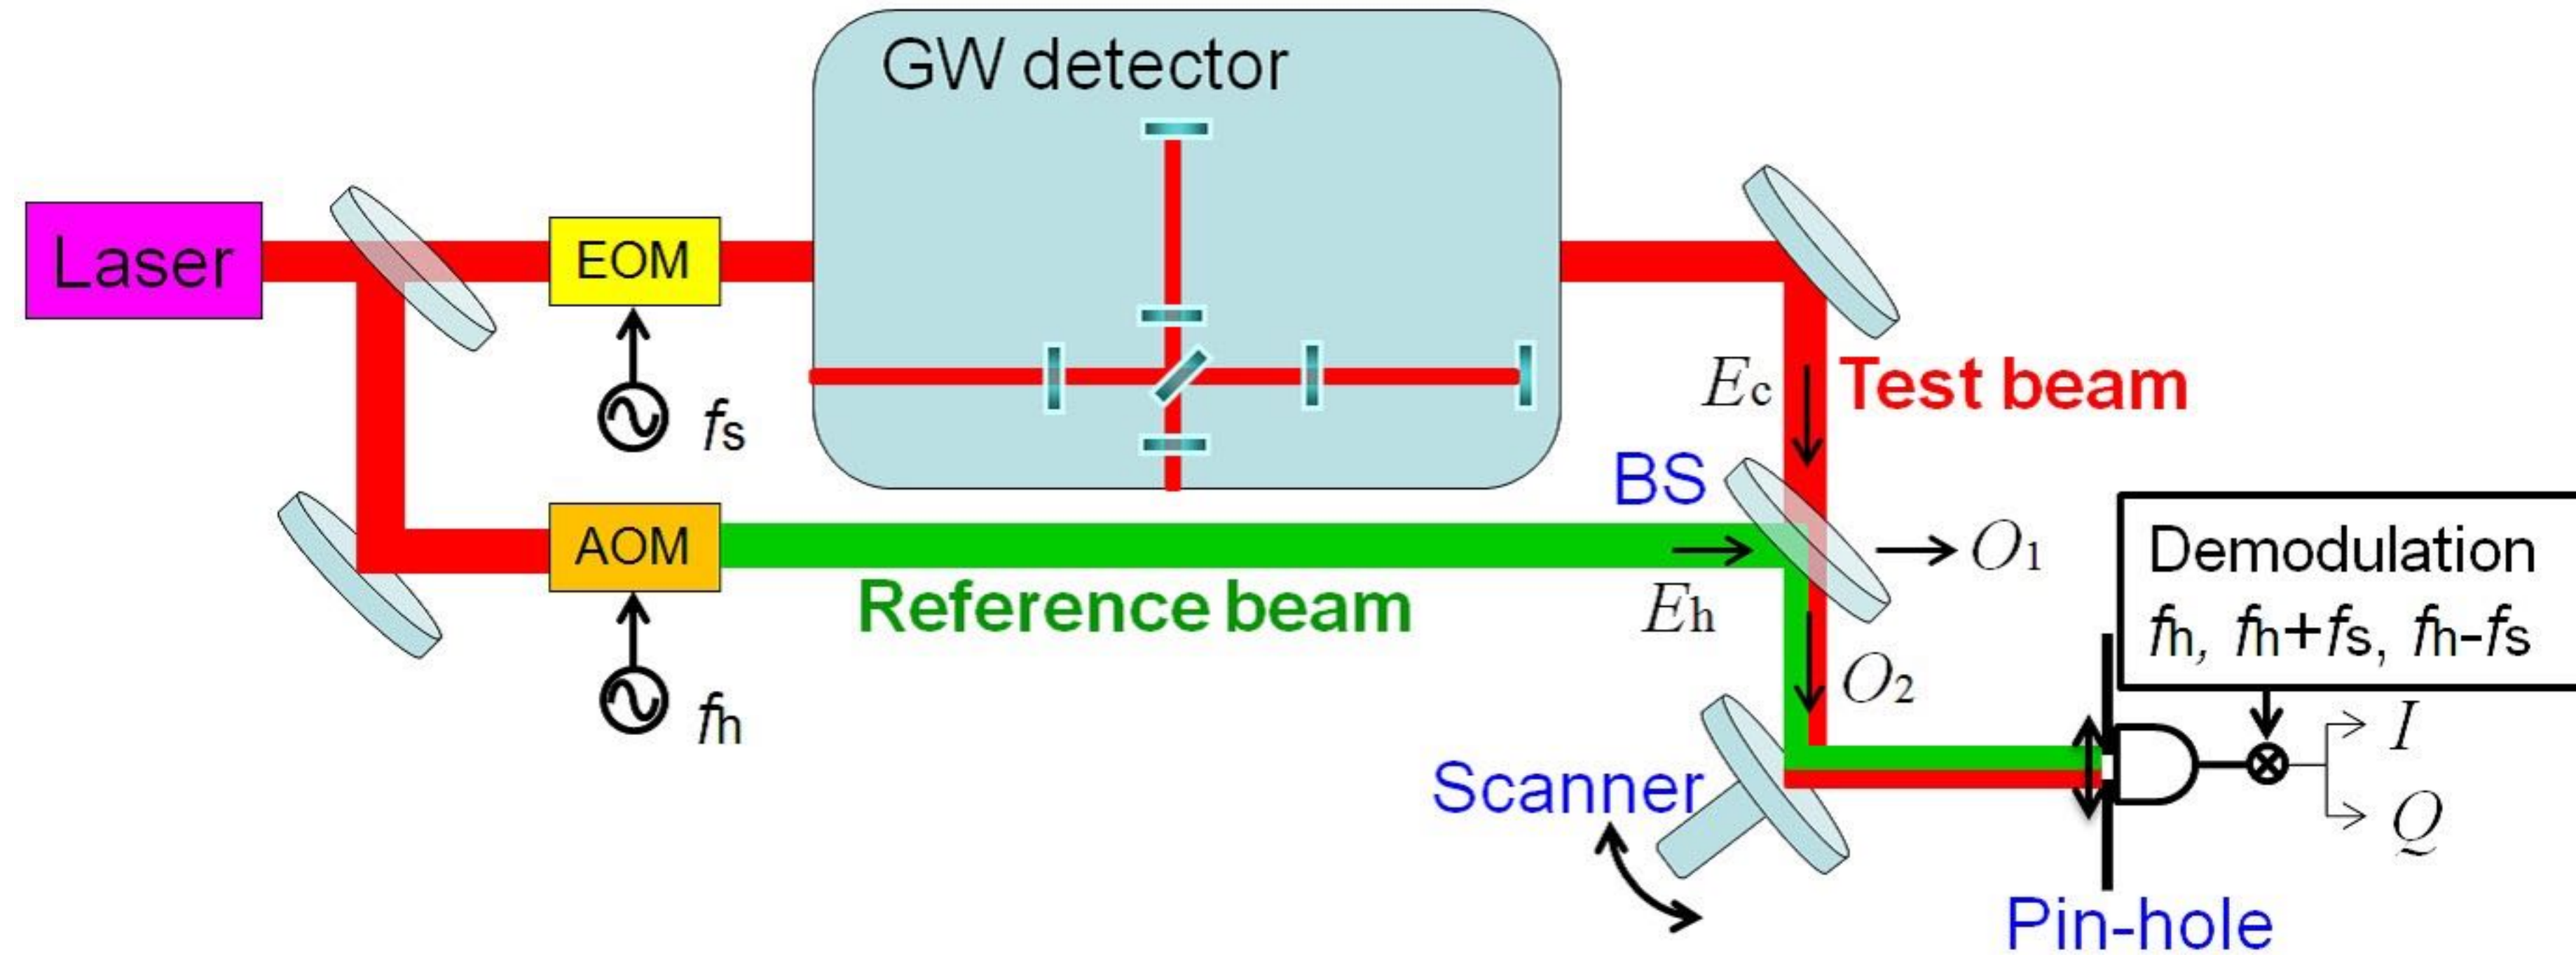 GW detector
Laser
EOM
fs
AOM
fh
Reference beam
Ec
Test beam
BS
Eh
O1
O2
Demodulation
fh, fh+fs, fh-fs
I
Q
Scanner
Pin-hole